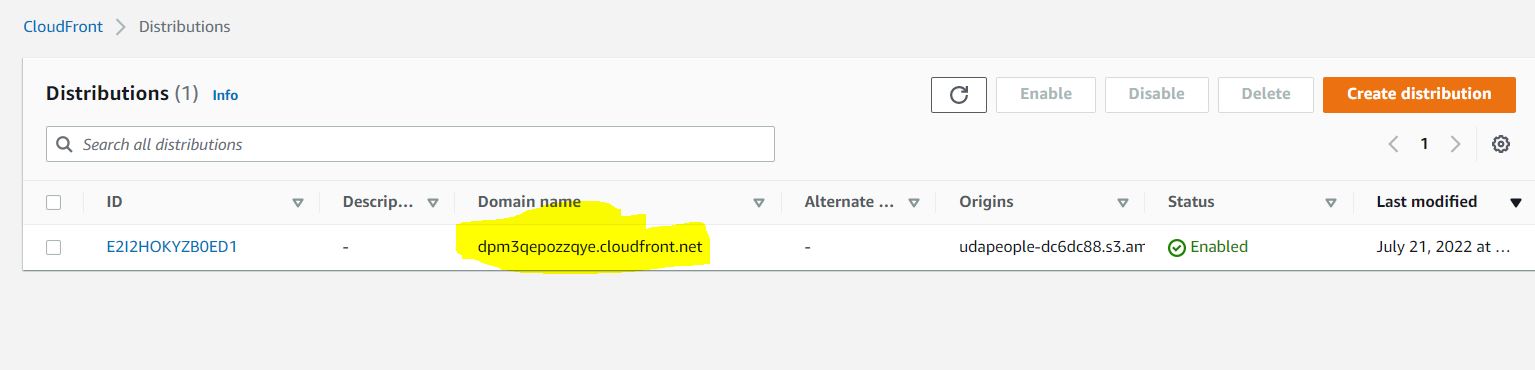 CloudFront > Distributions
Distributions (1) Info
Enable Disable Delete Create distribution
Search all distributions
1
ID Descrip... Domain name Alternate ... Origins Status Last modified
E2I2HOKYZB0ED1 - dpm3qepozzqye.cloudfront.net - udapeople-dc6dc88.s3.am Enabled July 21, 2022 at ...